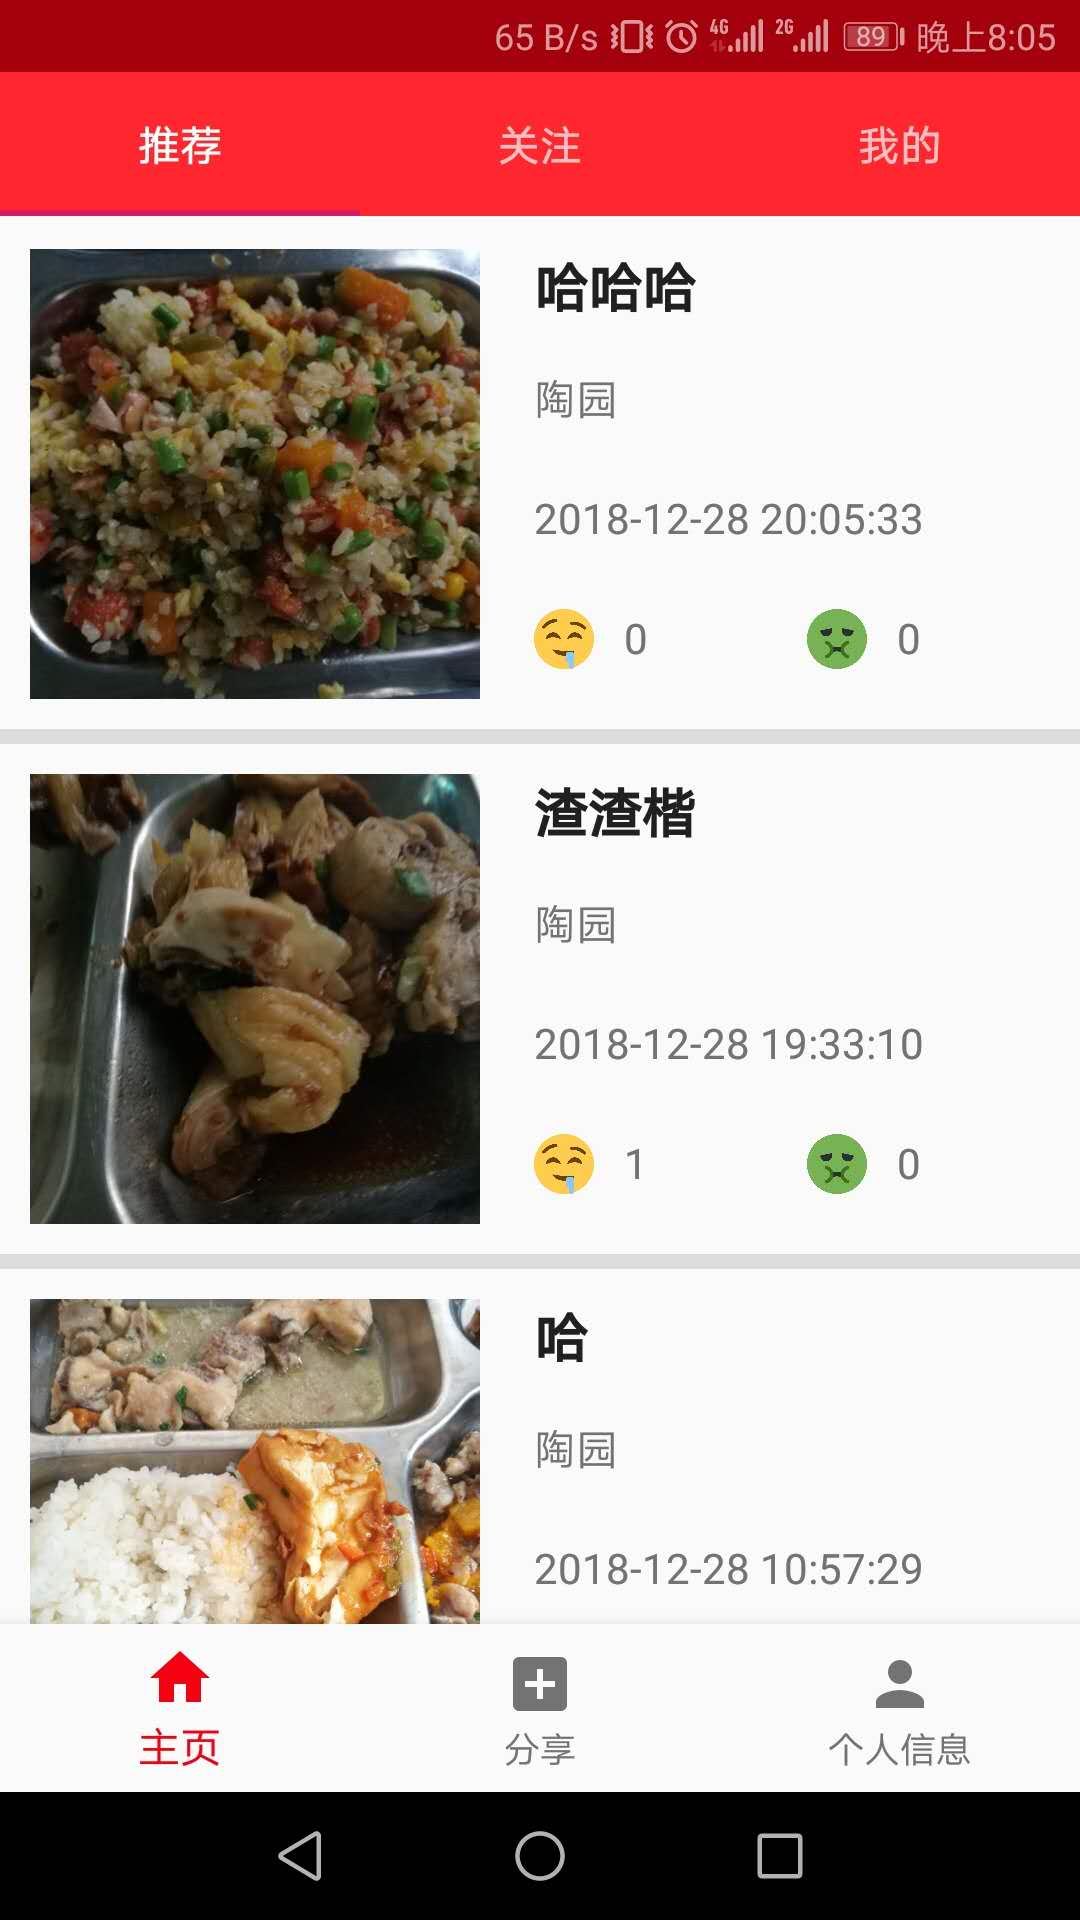 65 B/s 4G 2G 89 晚上8:05
推荐 关注 我的
哈哈哈
陶园
2018-12-28 20:05:33
0 0
渣渣楷
陶园
2018-12-28 19:33:10
1 0
哈
陶园
2018-12-28 10:57:29
主页 分享 个人信息